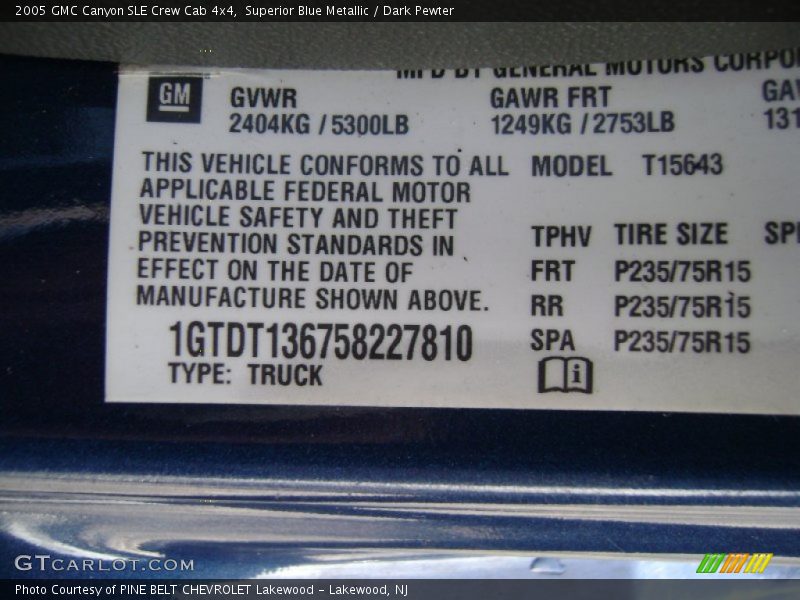 2005 GMC Canyon SLE Crew Cab 4x4, Superior Blue Metallic / Dark Pewter
MFD BY GENERAL MOTORS
GM
GVWR
GAWR FRT
2404KG / 5300LB
1249KG / 2753LB
THIS VEHICLE CONFORMS TO ALL
APPLICABLE FEDERAL MOTOR
VEHICLE SAFETY AND THEFT
PREVENTION STANDARDS IN
EFFECT ON THE DATE OF
MANUFACTURE SHOWN ABOVE.
1GTDT136758227810
TYPE: TRUCK
MODEL T15643
TPHV TIRE SIZE
FRT P235/75R15
RR P235/75R15
SPA P235/75R15
i
GTCARLOT.COM
Photo Courtesy of PINE BELT CHEVROLET Lakewood - Lakewood, NJ